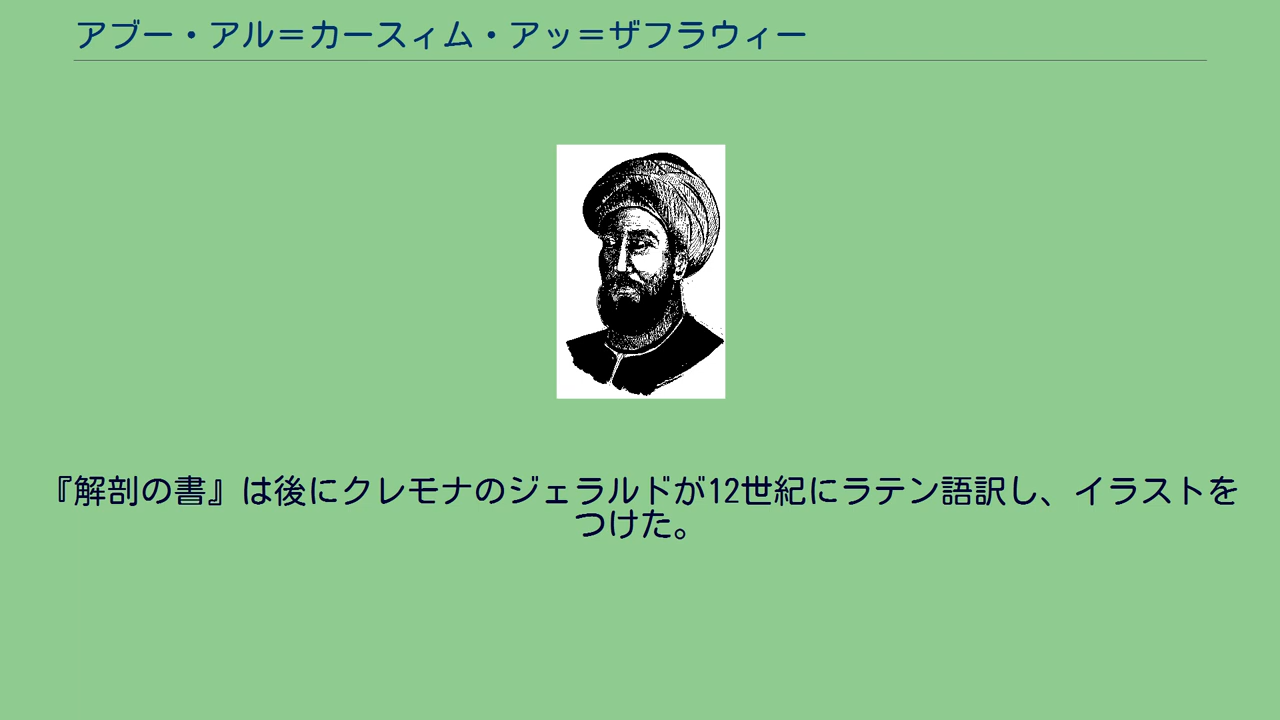 アブー・アル＝カースィム・アッ＝ザフラウィー
『解剖の書』は後にクレモナのジェラルドが12世紀にラテン語訳し、イラストを
つけた。